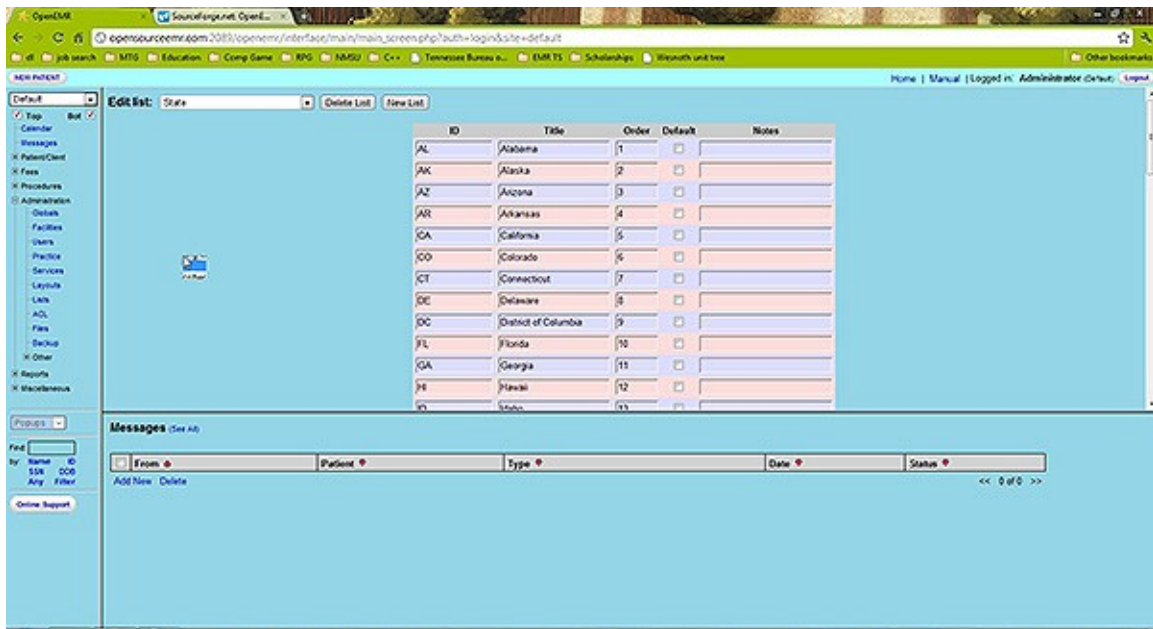 OpenEMR SourceForge.net: OpenE...
opensourceemr.com:2089/openemr/interface/main/main_screen.php?auth=login&site=default
dl job search MTG Education Comp Game RPG NMSU C++ Tennessee Bureau o... EMR TS Scholarships Wesnoth unit tree Other bookmarks
NEW PATIENT Home | Manual | Logged in: Administrator (Default) Logout
Default
Top Bot
Calendar
Messages
Patient/Client
Fees
Procedures
Administration
Globals
Facilities
Users
Practice
Services
Layouts
Lists
ACL
Files
Backup
Other
Reports
Miscellaneous
Popups
Find
by: Name ID
SSN DOB
Any Filter
Online Support
Edit list: State Delete List New List
ID Title Order Default Notes
AL Alabama 1
AK Alaska 2
AZ Arizona 3
AR Arkansas 4
CA California 5
CO Colorado 6
CT Connecticut 7
DE Delaware 8
DC District of Columbia 9
FL Florida 10
GA Georgia 11
HI Hawaii 12
ID Idaho 13
Messages (See All)
From Patient Type Date Status
Add New Delete << 0 of 0 >>